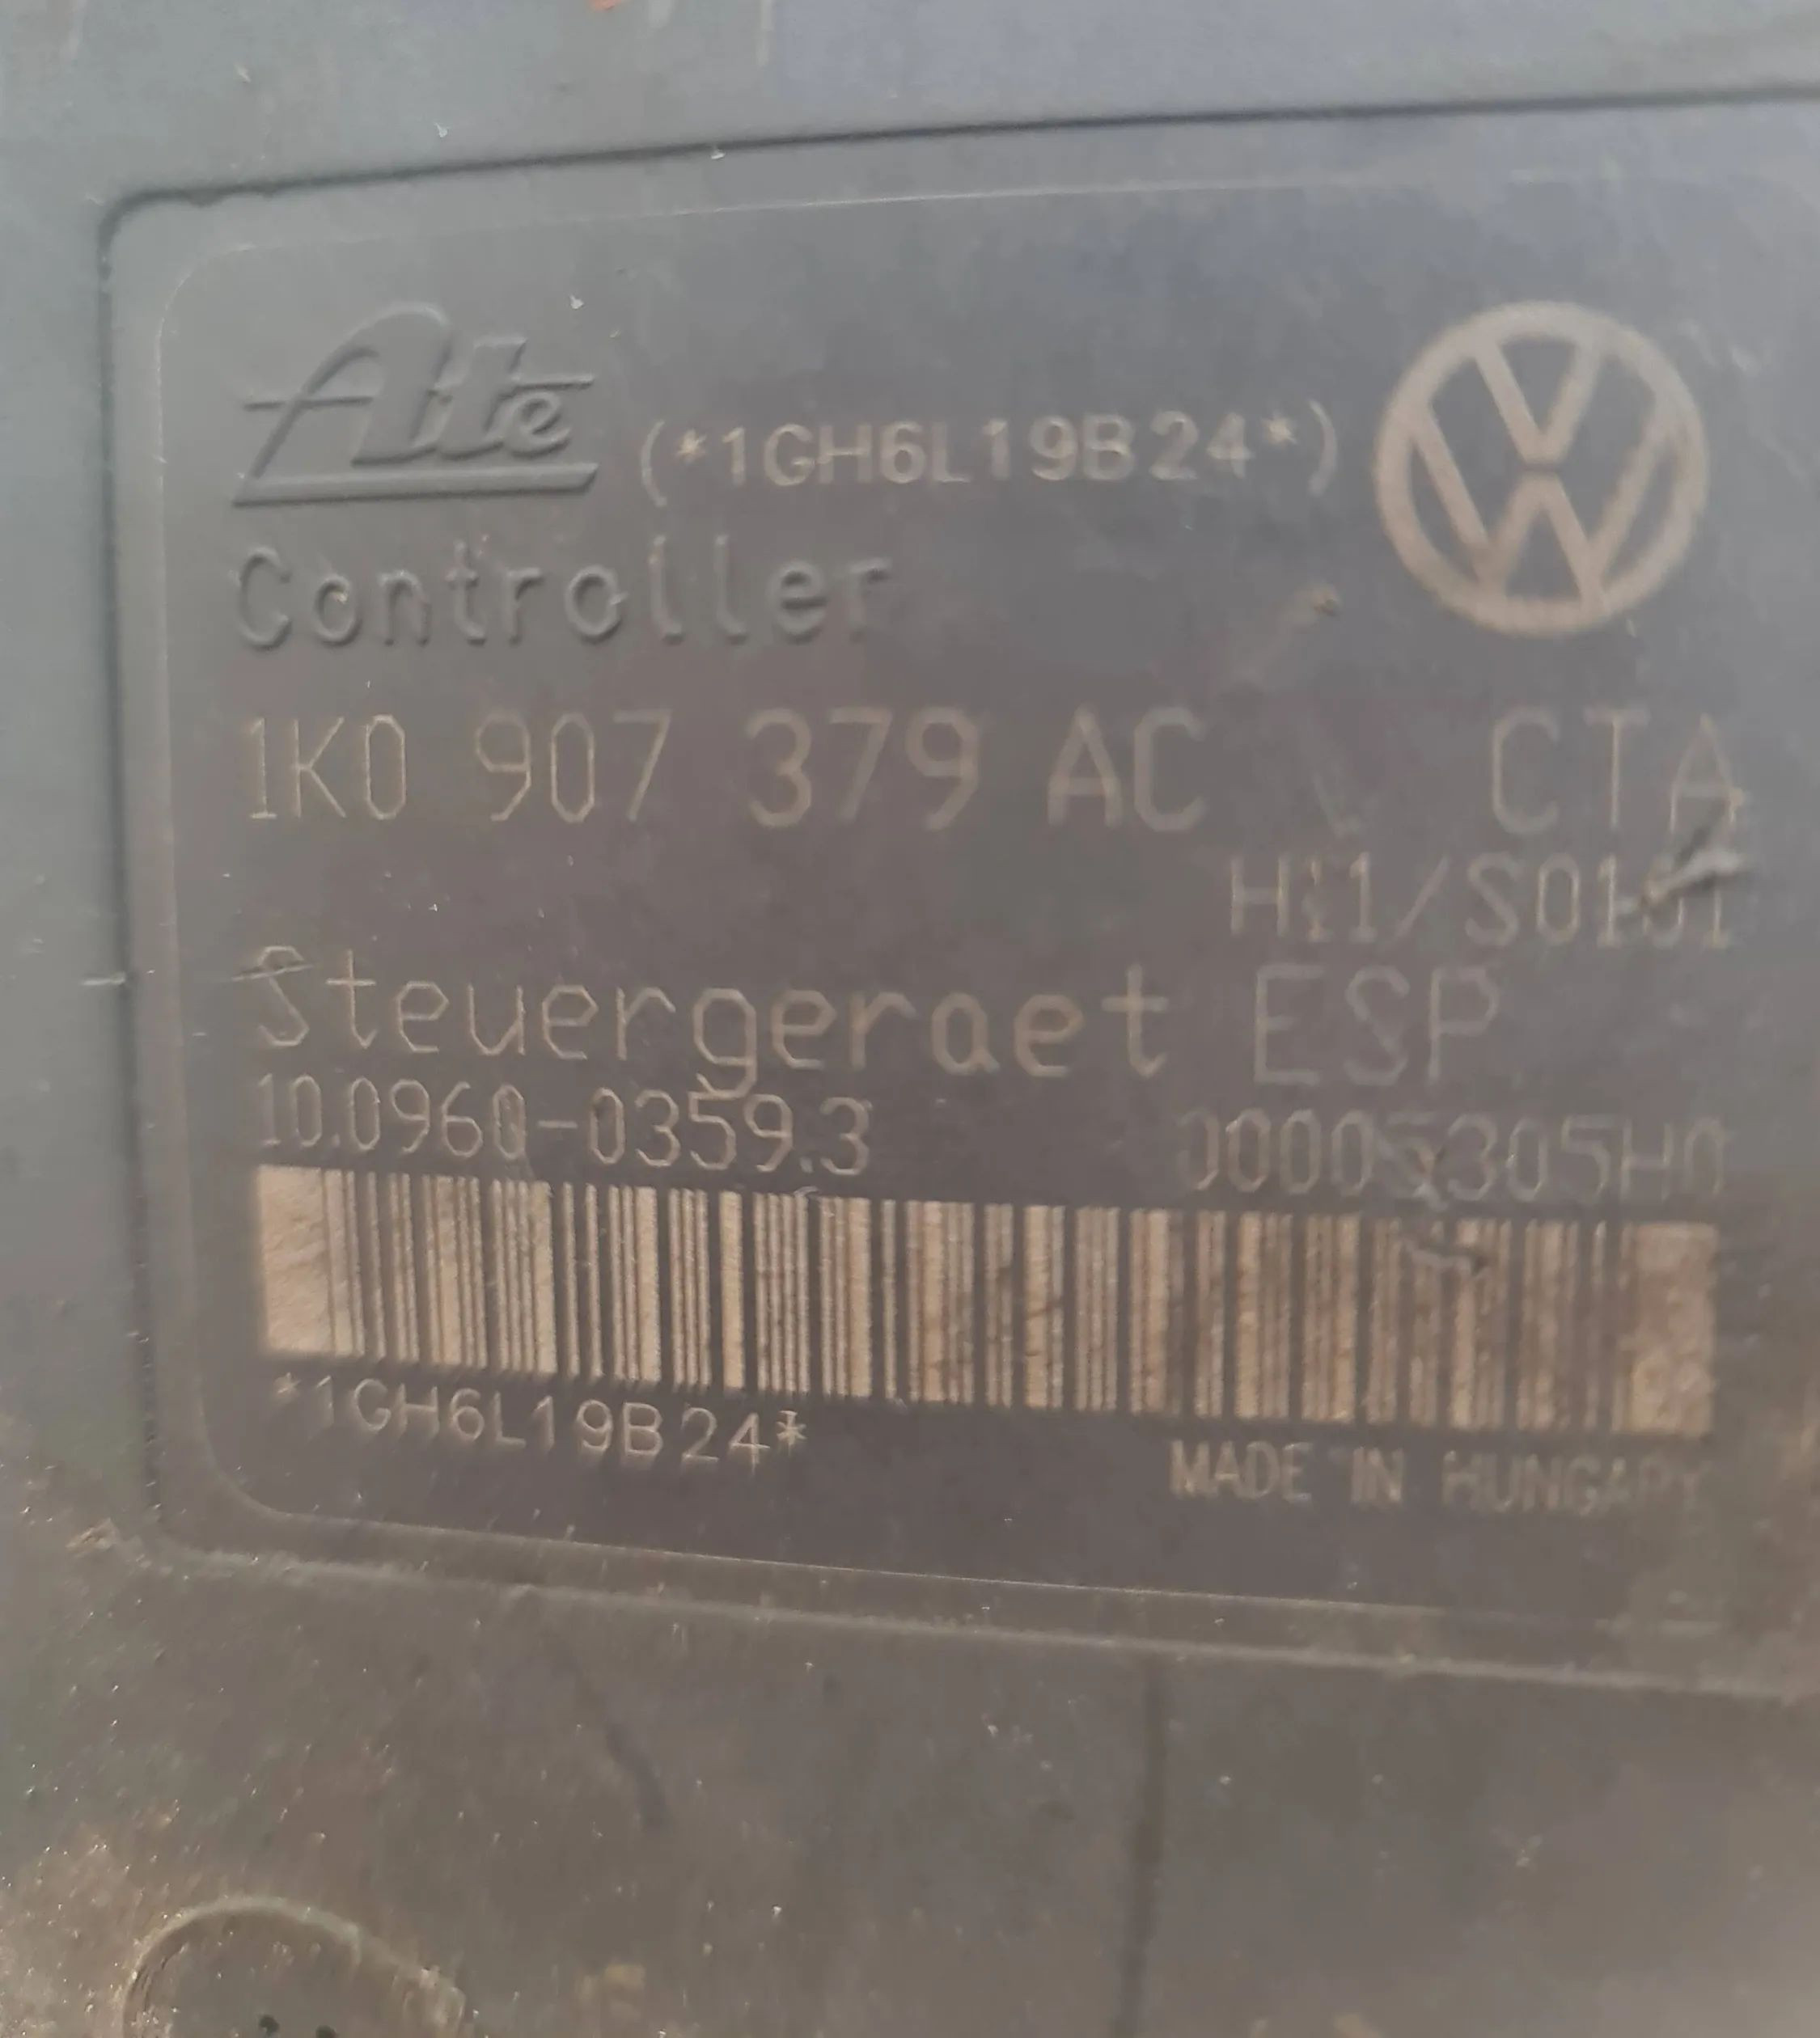 Ate (*1GH6L19B24*)
Controller
1K0 907 379 AC CTA
Steuergeraet ESP
10.0960-0359.3
*1GH6L19B24*
MADE IN HUNGARY